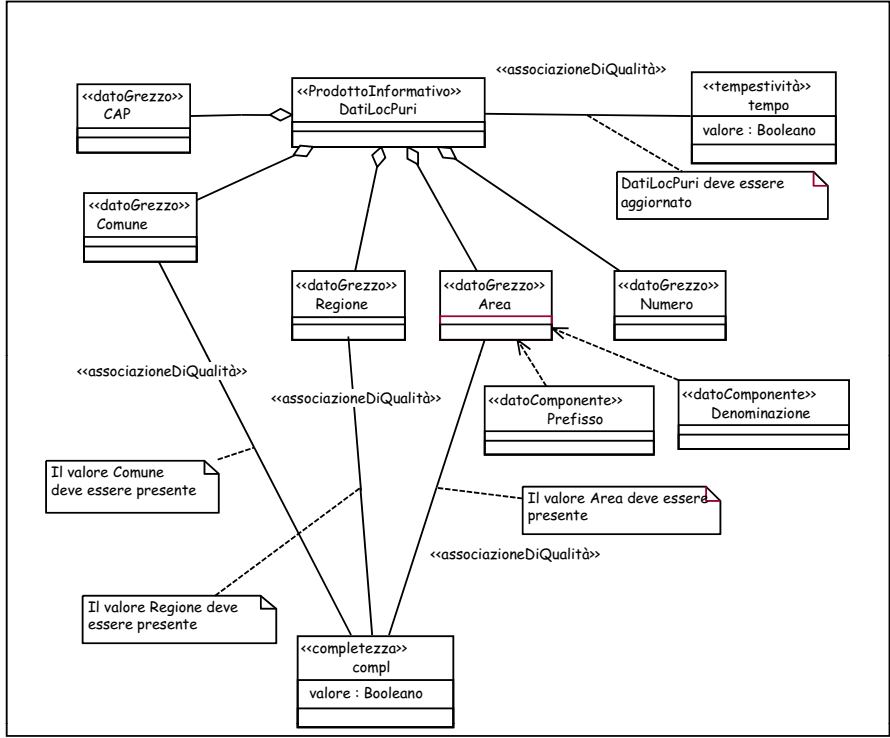 <<associazioneDiQualità>>
<<datoGrezzo>>
CAP
<<ProdottoInformativo>>
DatiLocPuri
<<tempestività>>
tempo
valore : Booleano
DatiLocPuri deve essere
aggiornato
<<datoGrezzo>>
Comune
<<datoGrezzo>>
Regione
<<datoGrezzo>>
Area
<<datoGrezzo>>
Numero
<<associazioneDiQualità>>
<<associazioneDiQualità>>
<<datoComponente>>
Prefisso
<<datoComponente>>
Denominazione
Il valore Comune
deve essere presente
Il valore Area deve essere
presente
<<associazioneDiQualità>>
Il valore Regione deve
essere presente
<<completezza>>
compl
valore : Booleano